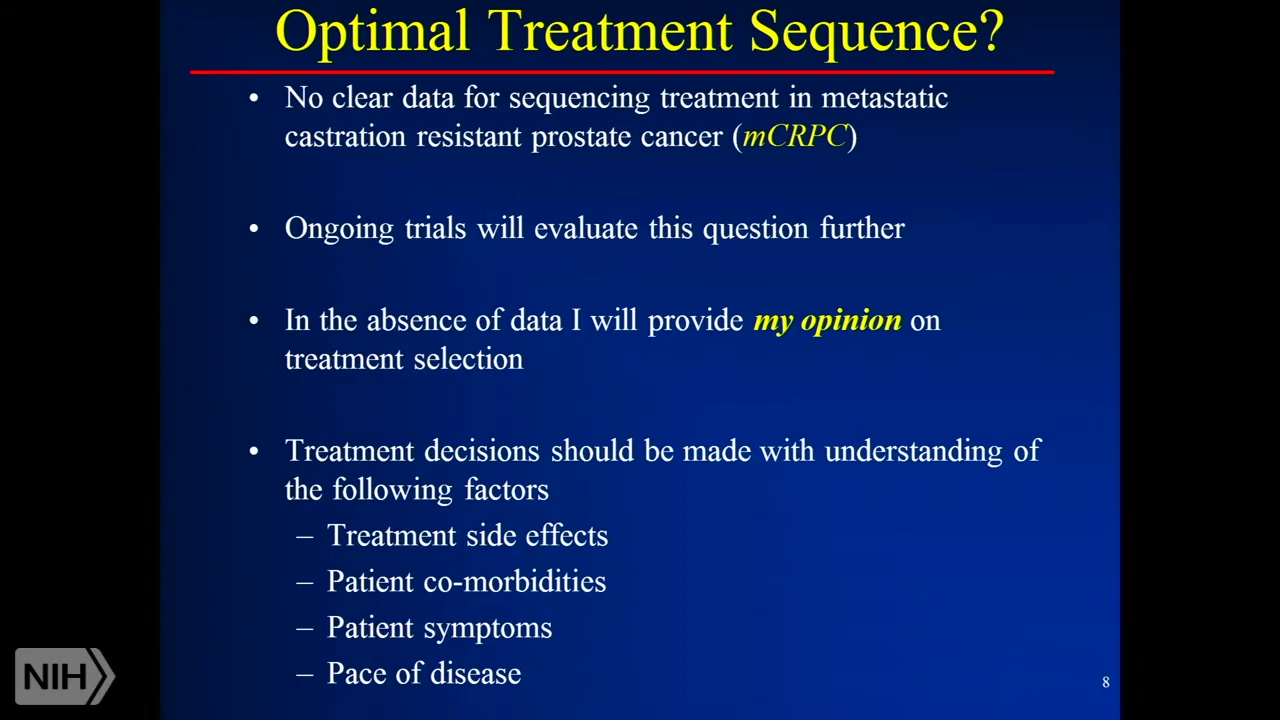 Optimal Treatment Sequence?
• No clear data for sequencing treatment in metastatic
castration resistant prostate cancer (mCRPC)
• Ongoing trials will evaluate this question further
• In the absence of data I will provide my opinion on
treatment selection
• Treatment decisions should be made with understanding of
the following factors
– Treatment side effects
– Patient co-morbidities
– Patient symptoms
– Pace of disease
NIH
8